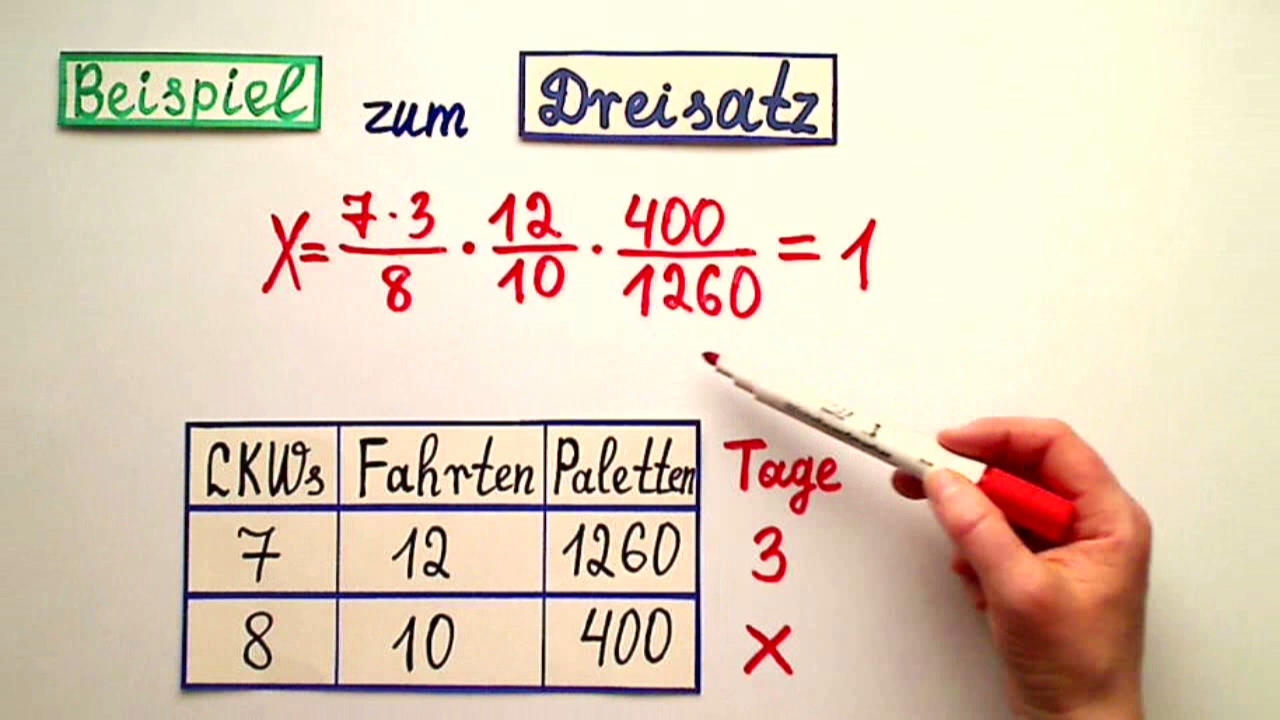 Beispiel zum Dreisatz
X = 7·3/8 · 12/10 · 400/1260 = 1
LKWs Fahrten Paletten Tage
7 12 1260 3
8 10 400 x